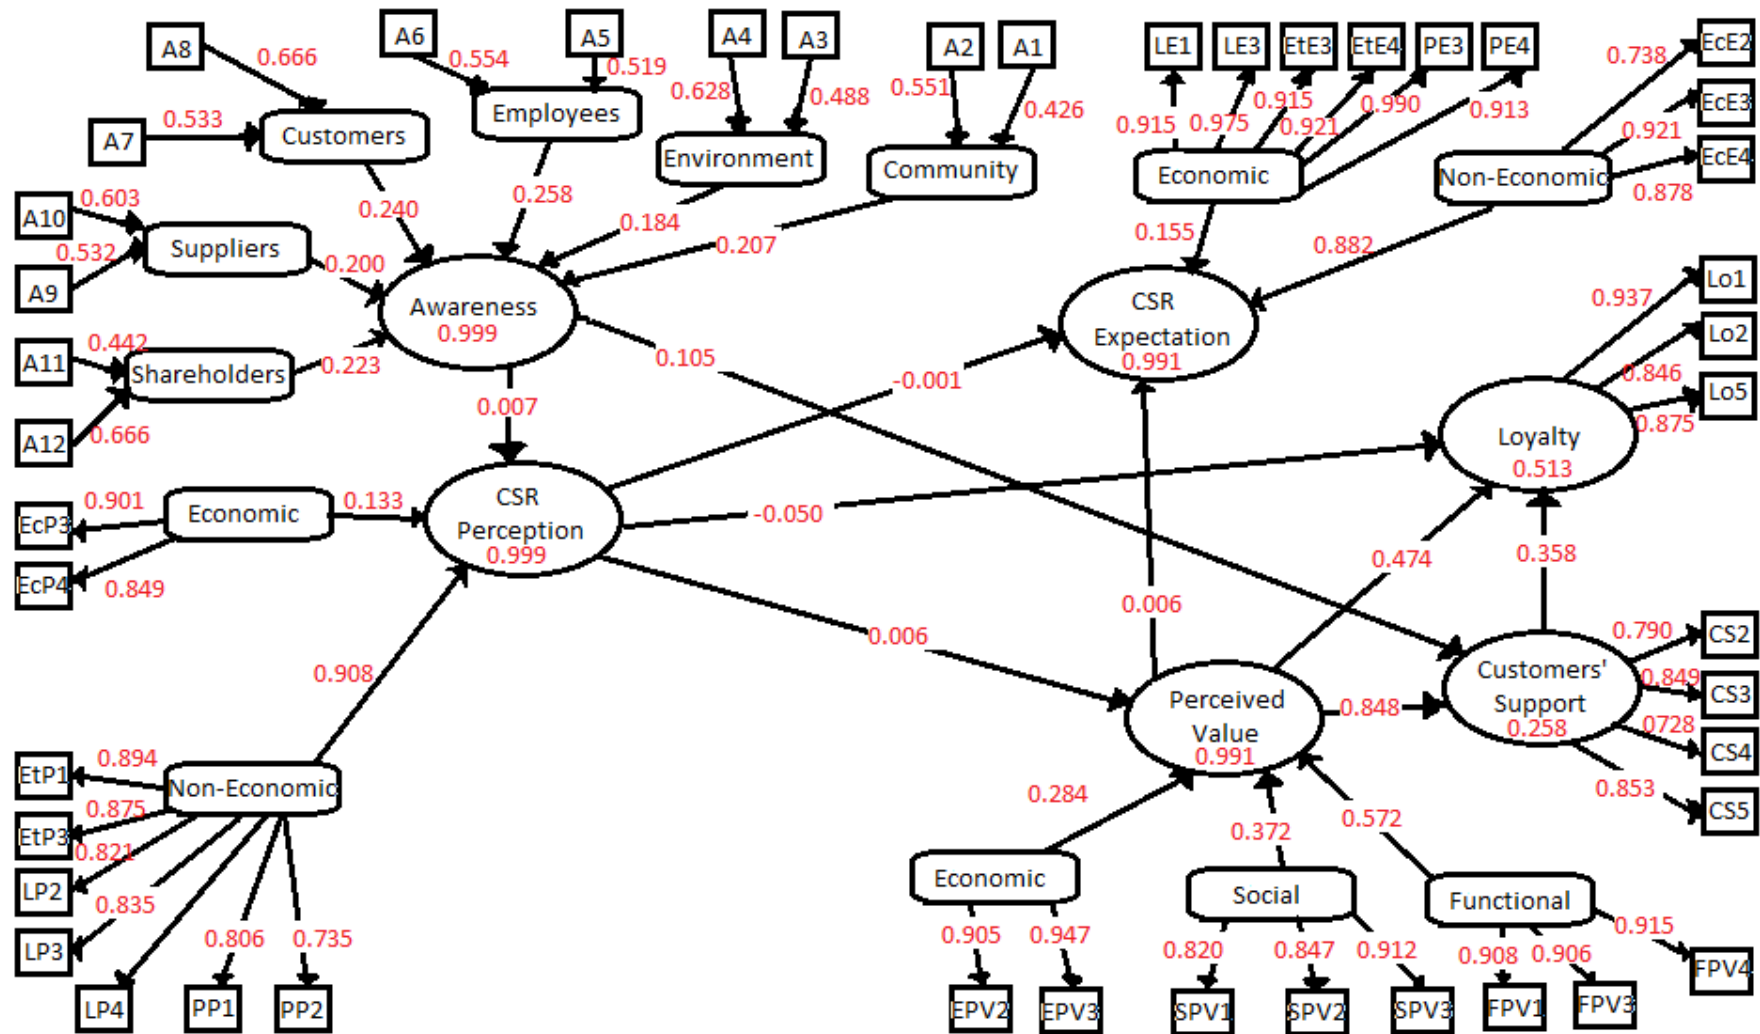 A8
A6
A5
A4
A3
A2
A1
LE1
LE3
EtE3
EtE4
PE3
PE4
EcE2
0.666
0.554
0.519
0.628
0.488
0.551
0.426
0.915
0.975
0.915
0.921
0.990
0.913
0.738
EcE3
0.921
EcE4
0.878
A7
0.533
Customers
Employees
Environment
Community
Economic
Non-Economic
0.240
0.258
0.184
0.207
0.155
0.882
A10
0.603
Suppliers
0.532
A9
0.200
Awareness
0.999
CSR
Expectation
0.991
Lo1
0.937
Lo2
0.846
Lo5
0.875
A11
0.442
Shareholders
0.223
A12
0.666
0.007
0.105
-0.001
Loyalty
0.513
EcP3
0.901
Economic
0.133
CSR
Perception
0.999
-0.050
EcP4
0.849
0.474
0.358
0.006
0.006
0.908
Perceived
Value
0.991
0.848
Customers'
Support
0.258
0.790
CS2
0.849
CS3
0728
CS4
0.853
CS5
EtP1
0.894
Non-Economic
EtP3
0.875
0.821
LP2
0.835
LP3
LP4
0.806
PP1
0.735
PP2
0.284
0.372
0.572
Economic
Social
Functional
0.905
0.947
0.820
0.847
0.912
0.908
0.906
0.915
EPV2
EPV3
SPV1
SPV2
SPV3
FPV1
FPV3
FPV4